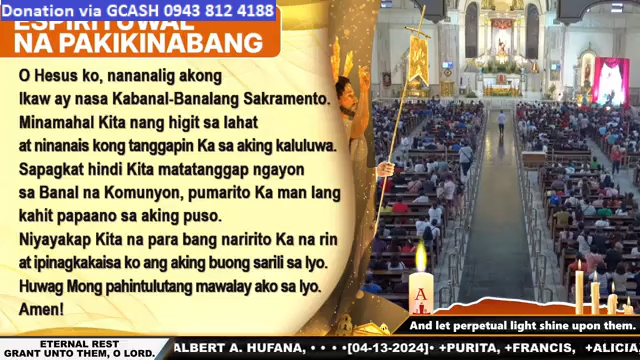 Donation via GCASH 0943 812 4188
ESPIRITUWAL
NA PAKIKINABANG
O Hesus ko, nananalig akong
Ikaw ay nasa Kabanal-Banalang Sakramento.
Minamahal Kita nang higit sa lahat
at ninanais kong tanggapin Ka sa aking kaluluwa.
Sapagkat hindi Kita matatanggap ngayon
sa Banal na Komunyon, pumarito Ka man lang
kahit papaano sa aking puso.
Niyayakap Kita na para bang naririto Ka na rin
at ipinagkakaisa ko ang aking buong sarili sa Iyo.
Huwag Mong pahintulutang mawalay ako sa Iyo.
Amen!
A
And let perpetual light shine upon them.
ETERNAL REST
GRANT UNTO THEM, O LORD.
ALBERT A. HUFANA, • • • •[04-13-2024]• +PURITA, +FRANCIS, +ALICIA